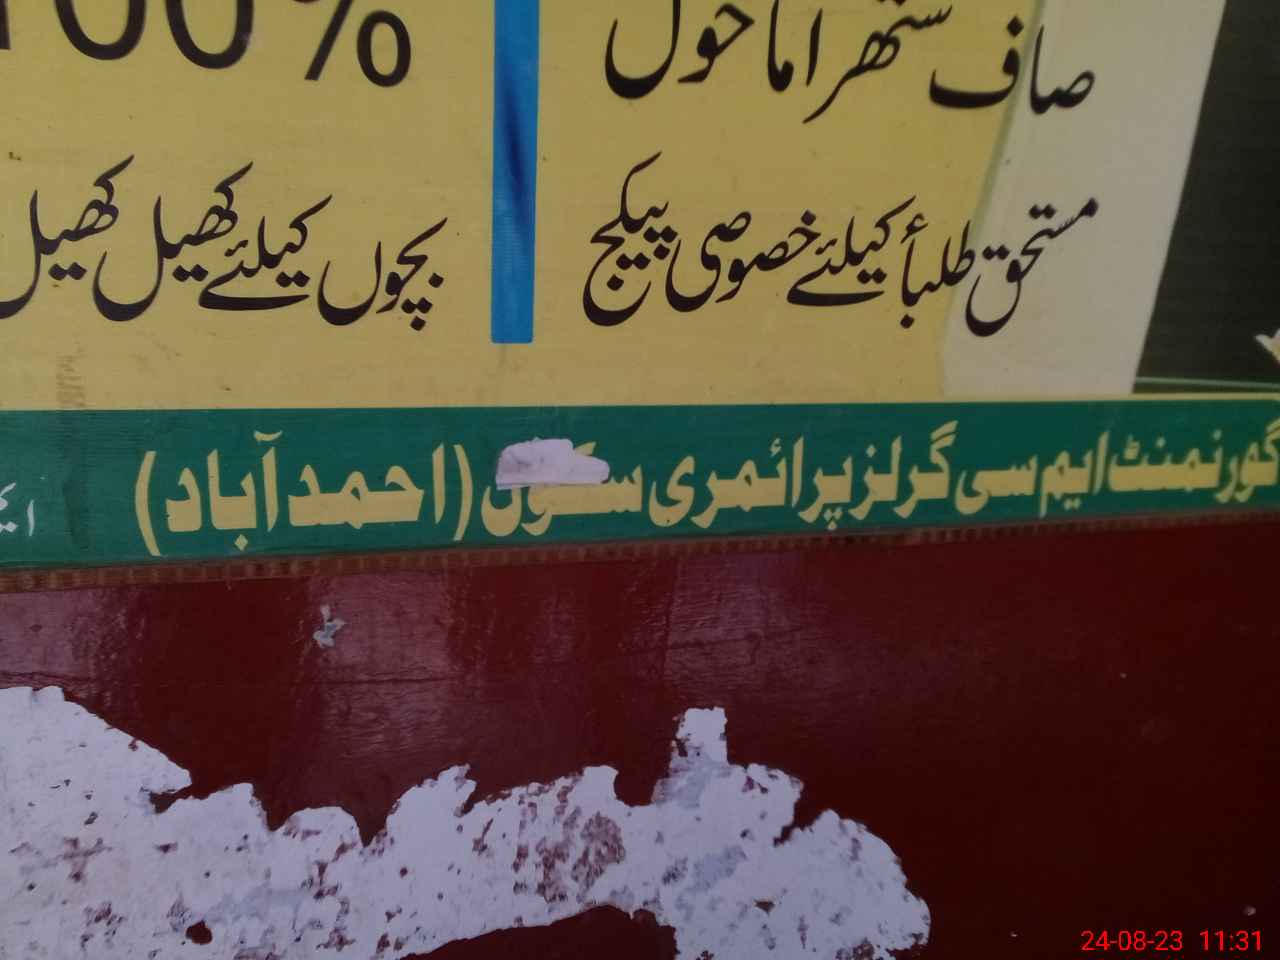 صاف ستھرا ماحول
100%
مستحق طلبأ کیلئے خصوصی پیکج
بچوں کیلئے کھیل کھیل
گورنمنٹ ایم سی گرلز پرائمری سکول (احمد آباد)
24-08-23 11:31